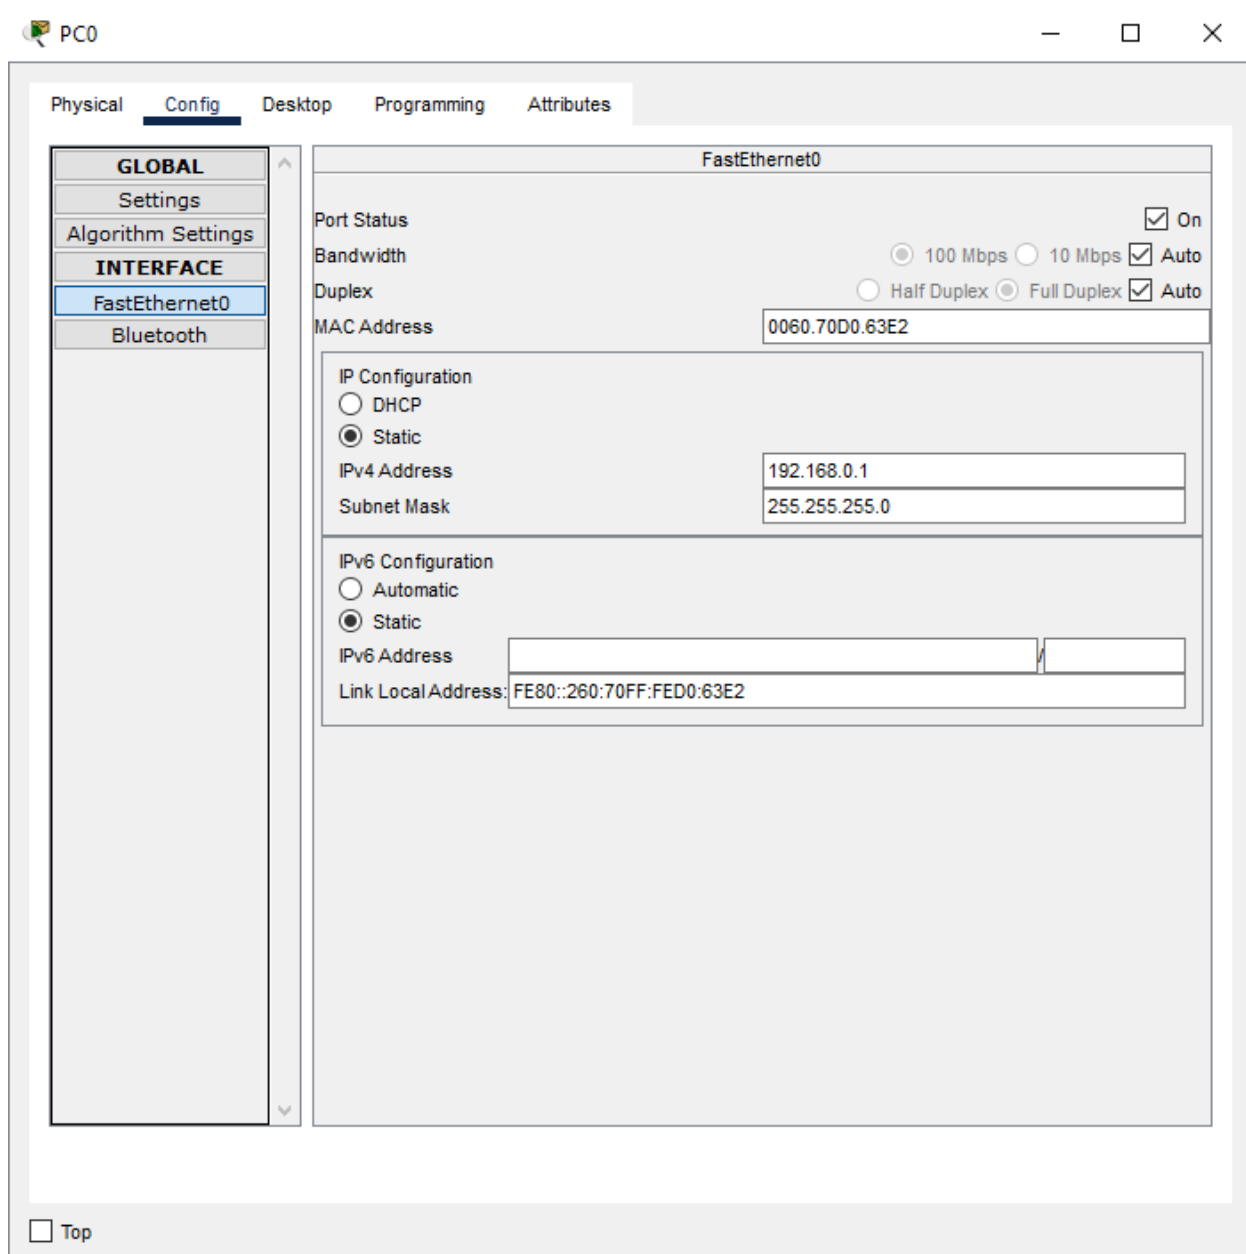 PC0
Physical Config Desktop Programming Attributes
GLOBAL
Settings
Algorithm Settings
INTERFACE
FastEthernet0
Bluetooth
FastEthernet0
Port Status On
Bandwidth 100 Mbps 10 Mbps Auto
Duplex Half Duplex Full Duplex Auto
MAC Address 0060.70D0.63E2
IP Configuration
DHCP
Static
IPv4 Address 192.168.0.1
Subnet Mask 255.255.255.0
IPv6 Configuration
Automatic
Static
IPv6 Address /
Link Local Address: FE80::260:70FF:FED0:63E2
Top